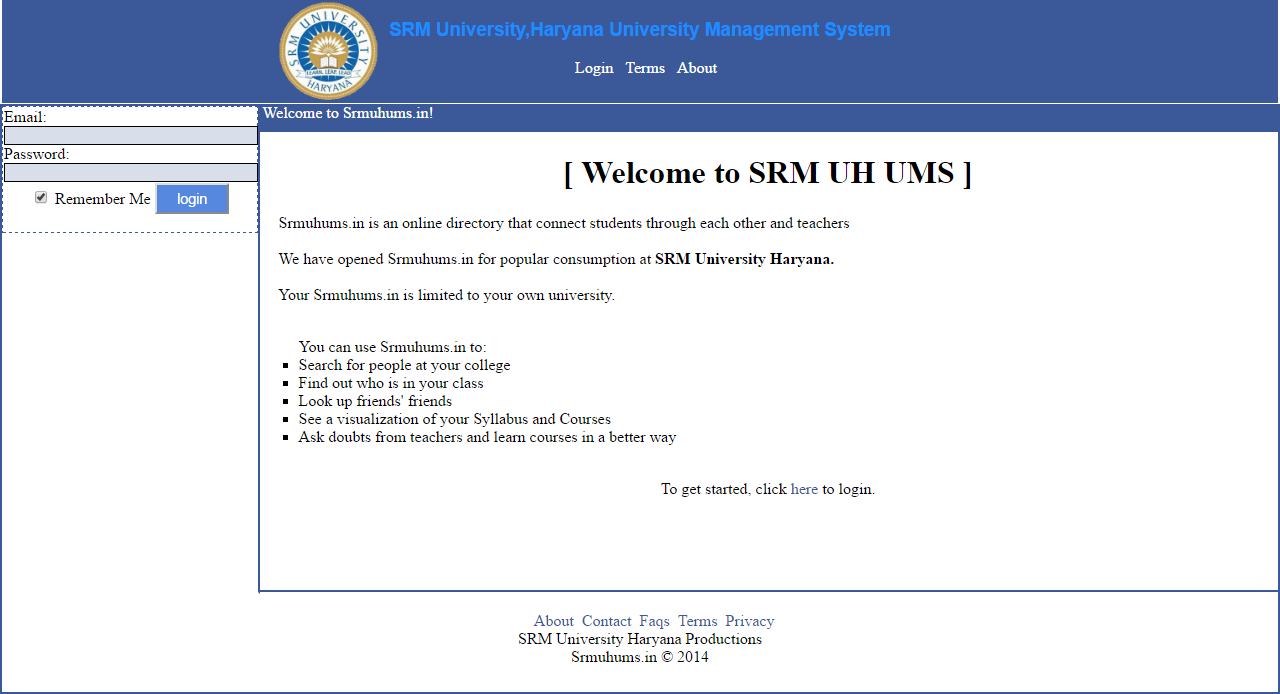 SRM UNIVERSITY
LEARN, LEAP, LEAD
HARYANA
SRM University,Haryana University Management System
Login Terms About
Email:
Password:
Remember Me login
Welcome to Srmuhums.in!
[ Welcome to SRM UH UMS ]
Srmuhums.in is an online directory that connect students through each other and teachers
We have opened Srmuhums.in for popular consumption at SRM University Haryana.
Your Srmuhums.in is limited to your own university.
You can use Srmuhums.in to:
Search for people at your college
Find out who is in your class
Look up friends' friends
See a visualization of your Syllabus and Courses
Ask doubts from teachers and learn courses in a better way
To get started, click here to login.
About Contact Faqs Terms Privacy
SRM University Haryana Productions
Srmuhums.in © 2014